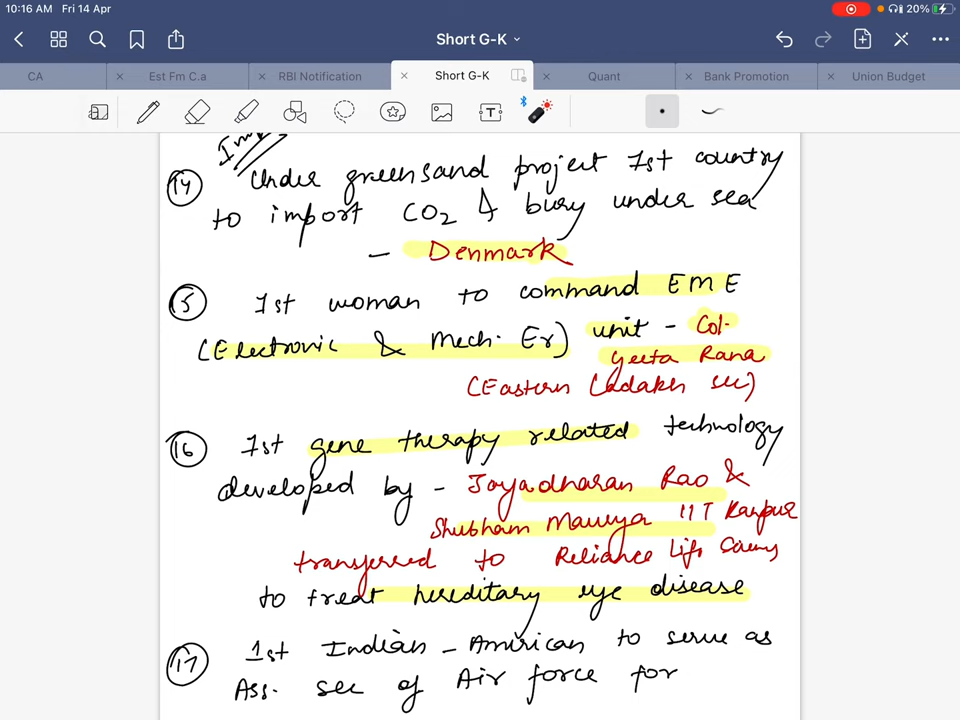 10:16 AM Fri 14 Apr
20%
Short G-K
CA
Est Fm C.a
RBI Notification
Short G-K
Quant
Bank Promotion
Union Budget
Imp
14 Under greensand project 1st country
to import CO2 & bury under sea
- Denmark
15 1st woman to command EME
(Electronic & Mech. Er) unit - Col.
Geeta Rana
(Eastern Ladakh sec)
16 1st gene therapy related technology
developed by - Jayadharan Rao &
Shubham Maurya IIT Kanpur
transferred to Reliance Life
to treat hereditary eye disease
17 1st Indian - American to serve as
Ass. sec of Air force for